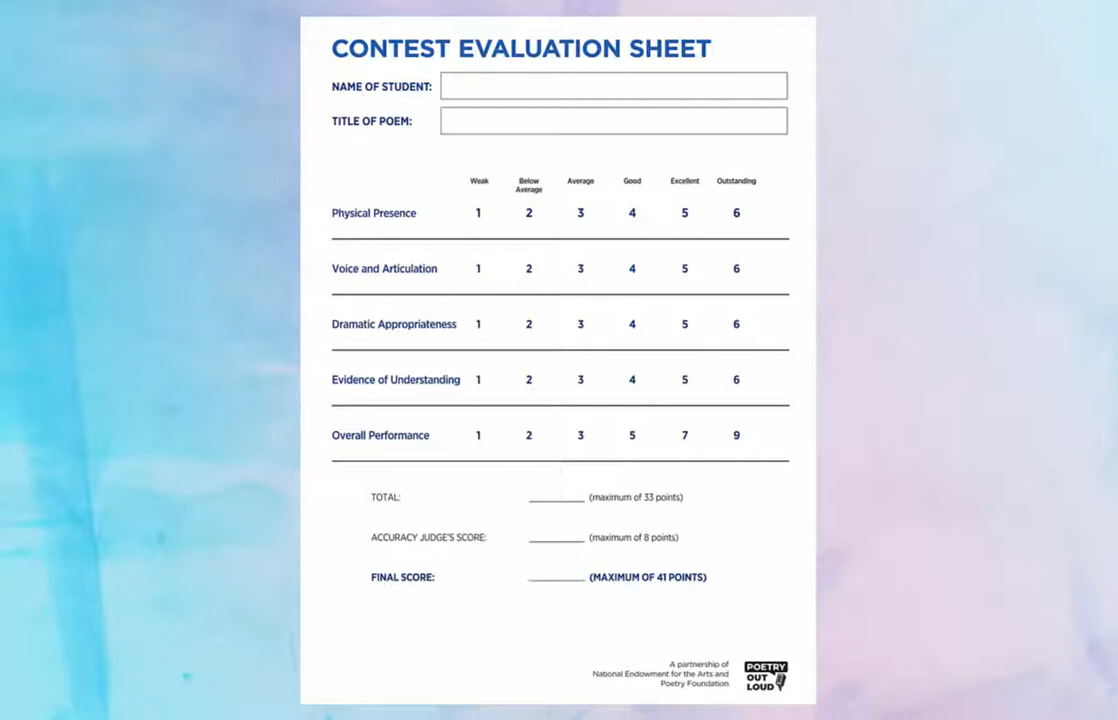 CONTEST EVALUATION SHEET
NAME OF STUDENT:
TITLE OF POEM:
Weak Below Average Average Good Excellent Outstanding
Physical Presence 1 2 3 4 5 6
Voice and Articulation 1 2 3 4 5 6
Dramatic Appropriateness 1 2 3 4 5 6
Evidence of Understanding 1 2 3 4 5 6
Overall Performance 1 2 3 5 7 9
TOTAL: (maximum of 33 points)
ACCURACY JUDGE'S SCORE: (maximum of 8 points)
FINAL SCORE: (MAXIMUM OF 41 POINTS)
A partnership of
National Endowment for the Arts and
Poetry Foundation
POETRY
OUT
LOUD